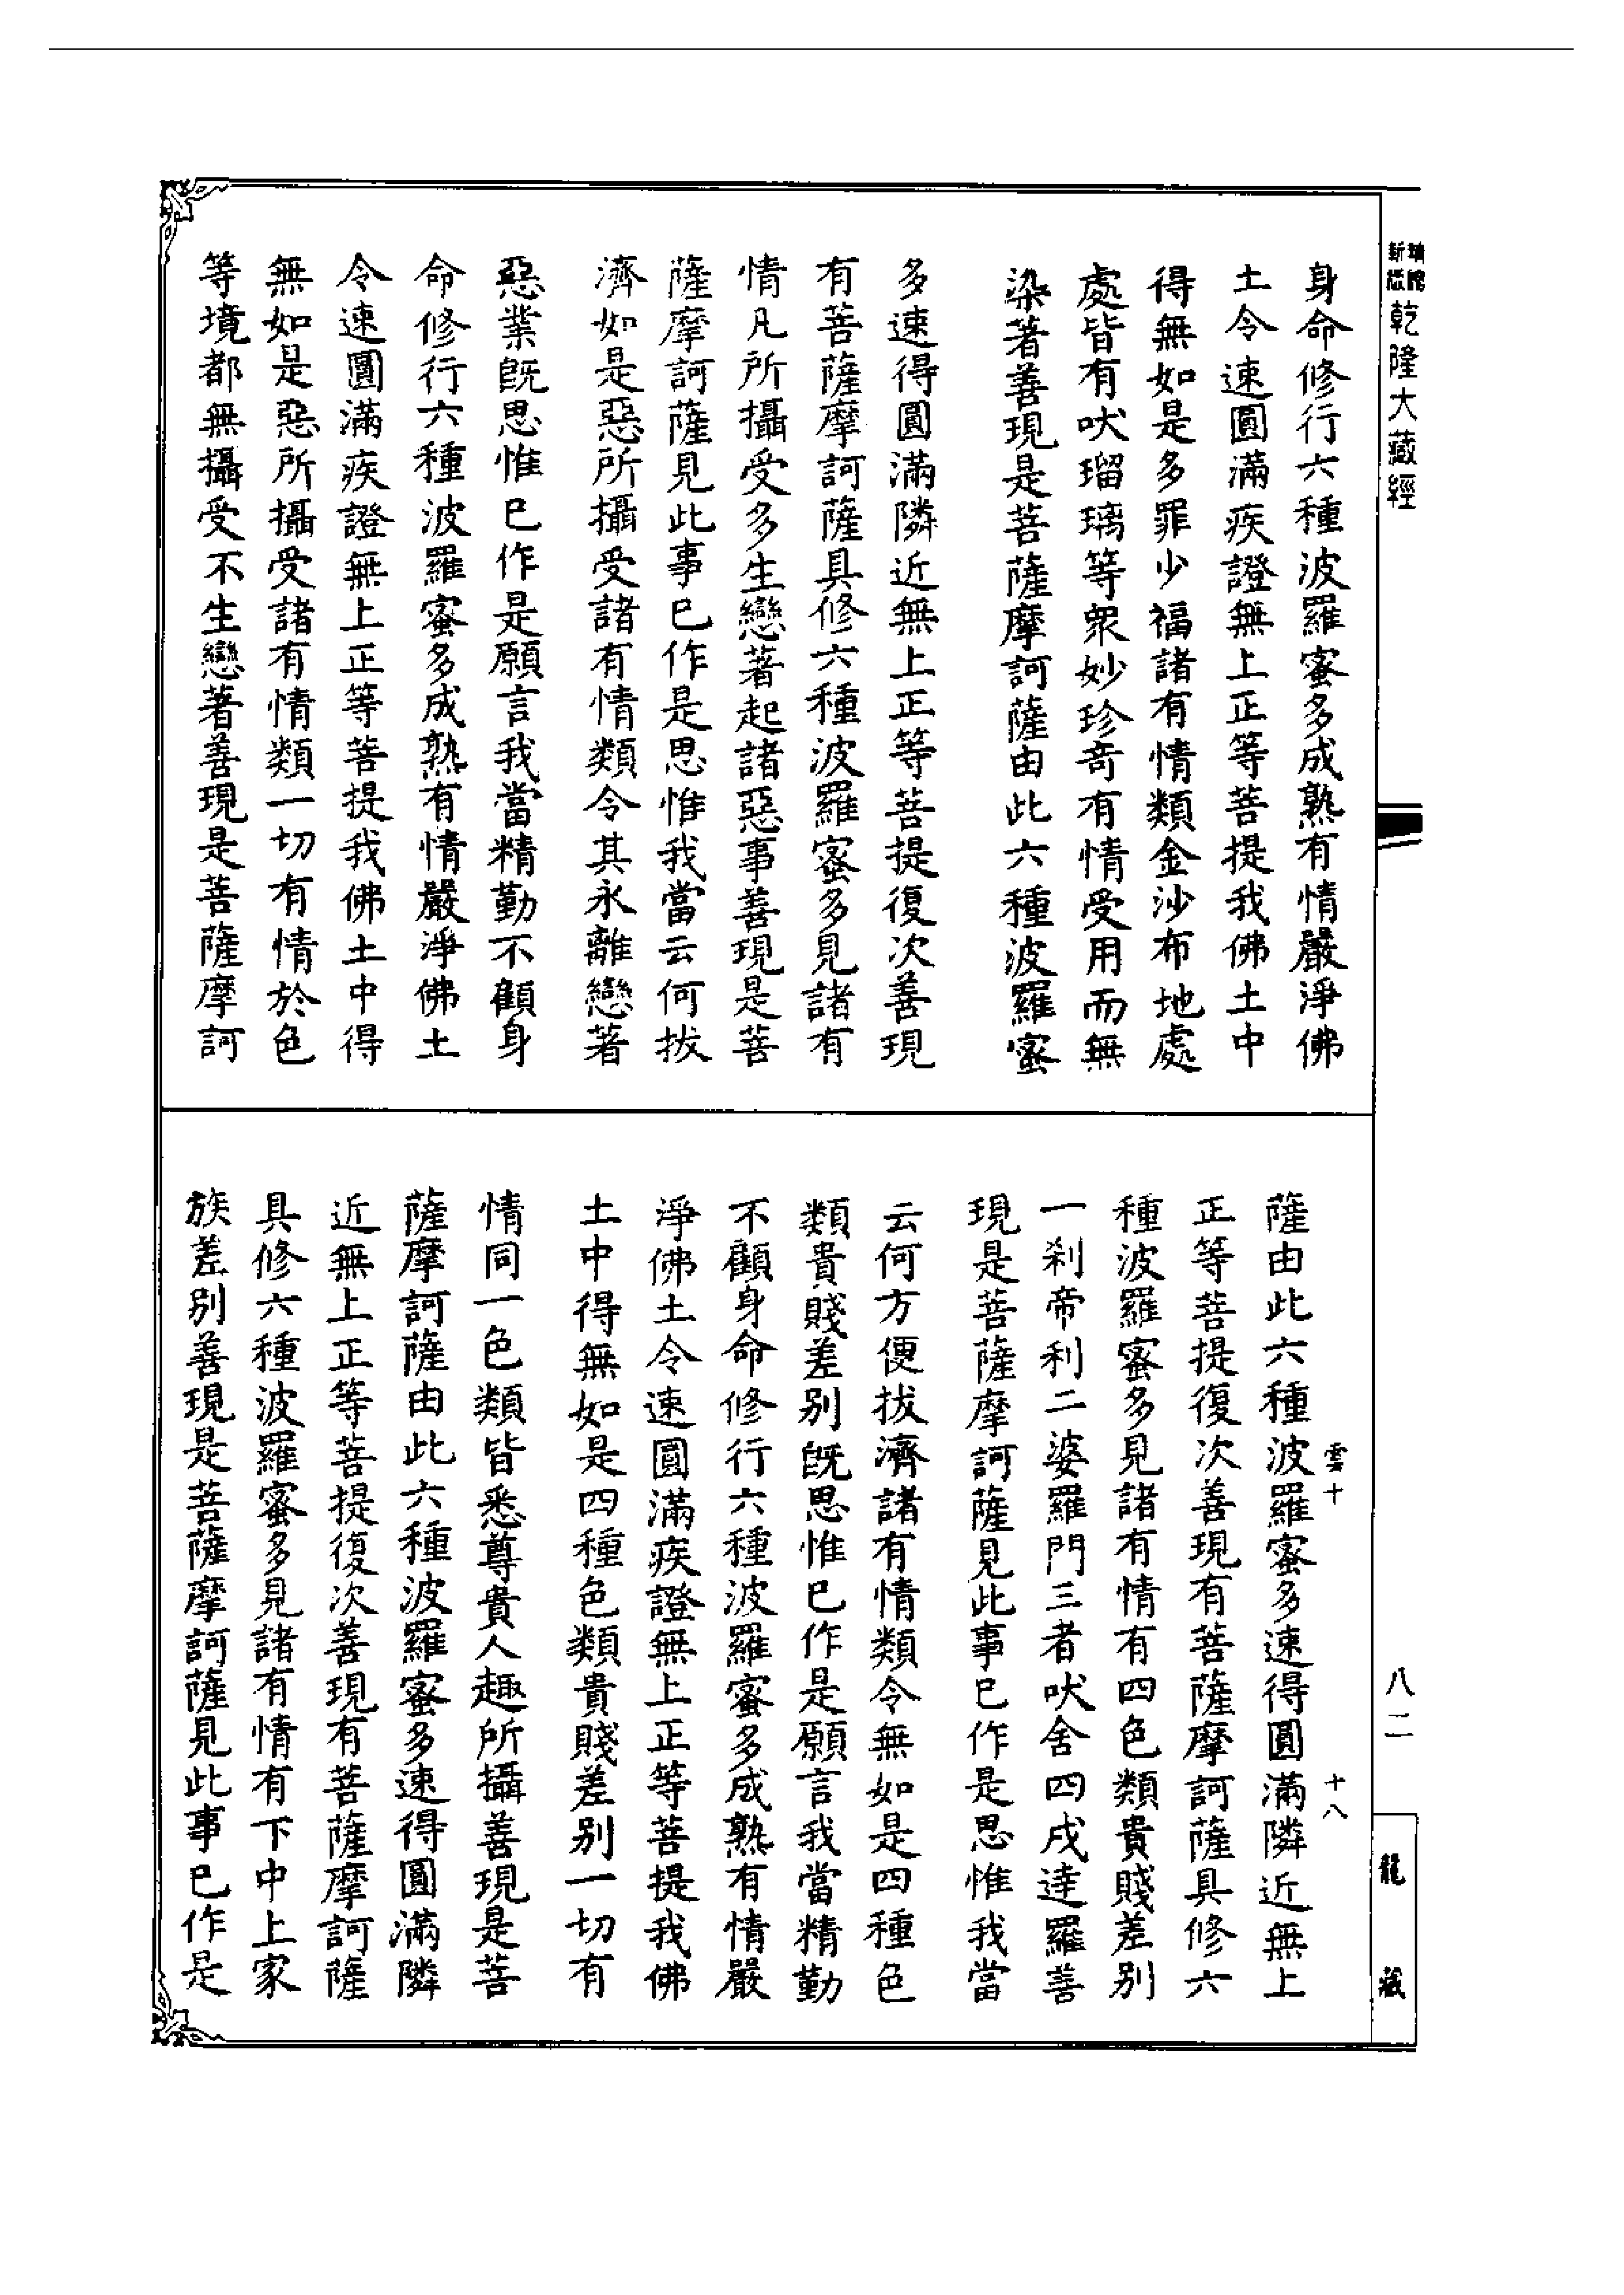 乾隆大藏經
身命修行六種波羅蜜多成熟有情嚴淨佛
土令速圓滿疾證無上正等菩提我佛土中
得無如是多罪少福諸有情類金沙布地處
處皆有吠瑠璃等眾妙珍奇有情受用而無
染著善現是菩薩摩訶薩由此六種波羅蜜
多速得圓滿隣近無上正等菩提復次善現
有菩薩摩訶薩具修六種波羅蜜多見諸有
情凡所攝受多生戀著起諸惡事善現是菩
薩摩訶薩見此事已作是思惟我當云何拔
濟如是惡所攝受諸有情類令其永離戀著
惡業旣思惟已作是願言我當精勤不顧身
命修行六種波羅蜜多成熟有情嚴淨佛土
令速圓滿疾證無上正等菩提我佛土中得
無如是惡所攝受諸有情類一切有情於色
等境都無攝受不生戀著善現是菩薩摩訶
薩由此六種波羅蜜多速得圓滿隣近無上
正等菩提復次善現有菩薩摩訶薩具修六
種波羅蜜多見諸有情有四色類貴賤差別
一剎帝利二婆羅門三者吠舍四戍達羅善
現是菩薩摩訶薩見此事已作是思惟我當
云何方便拔濟諸有情類令無如是四種色
類貴賤差別旣思惟已作是願言我當精勤
不顧身命修行六種波羅蜜多成熟有情嚴
淨佛土令速圓滿疾證無上正等菩提我佛
土中得無如是四種色類貴賤差別一切有
情同一色類皆悉尊貴人趣所攝善現是菩
薩摩訶薩由此六種波羅蜜多速得圓滿隣
近無上正等菩提復次善現有菩薩摩訶薩
具修六種波羅蜜多見諸有情有下中上家
族差別善現是菩薩摩訶薩見此事已作是
雲十
十八
八二
龍藏